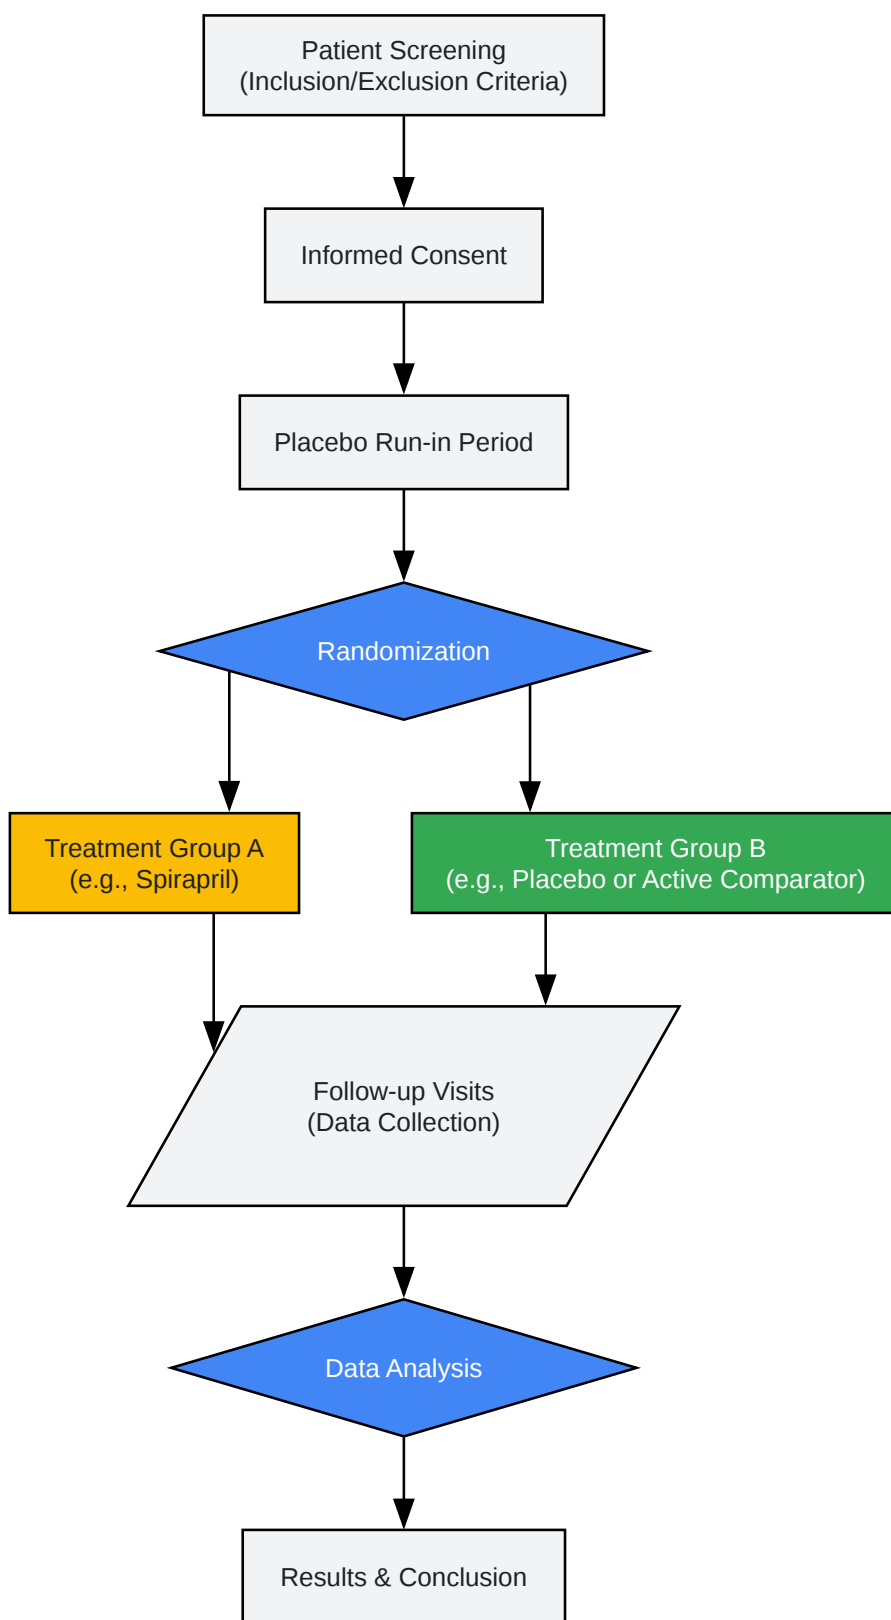 Patient Screening
(Inclusion/Exclusion Criteria)
Informed Consent
Placebo Run-in Period
Randomization
Treatment Group A
(e.g., Spirapril)
Treatment Group B
(e.g., Placebo or Active Comparator)
Follow-up Visits
(Data Collection)
Data Analysis
Results & Conclusion